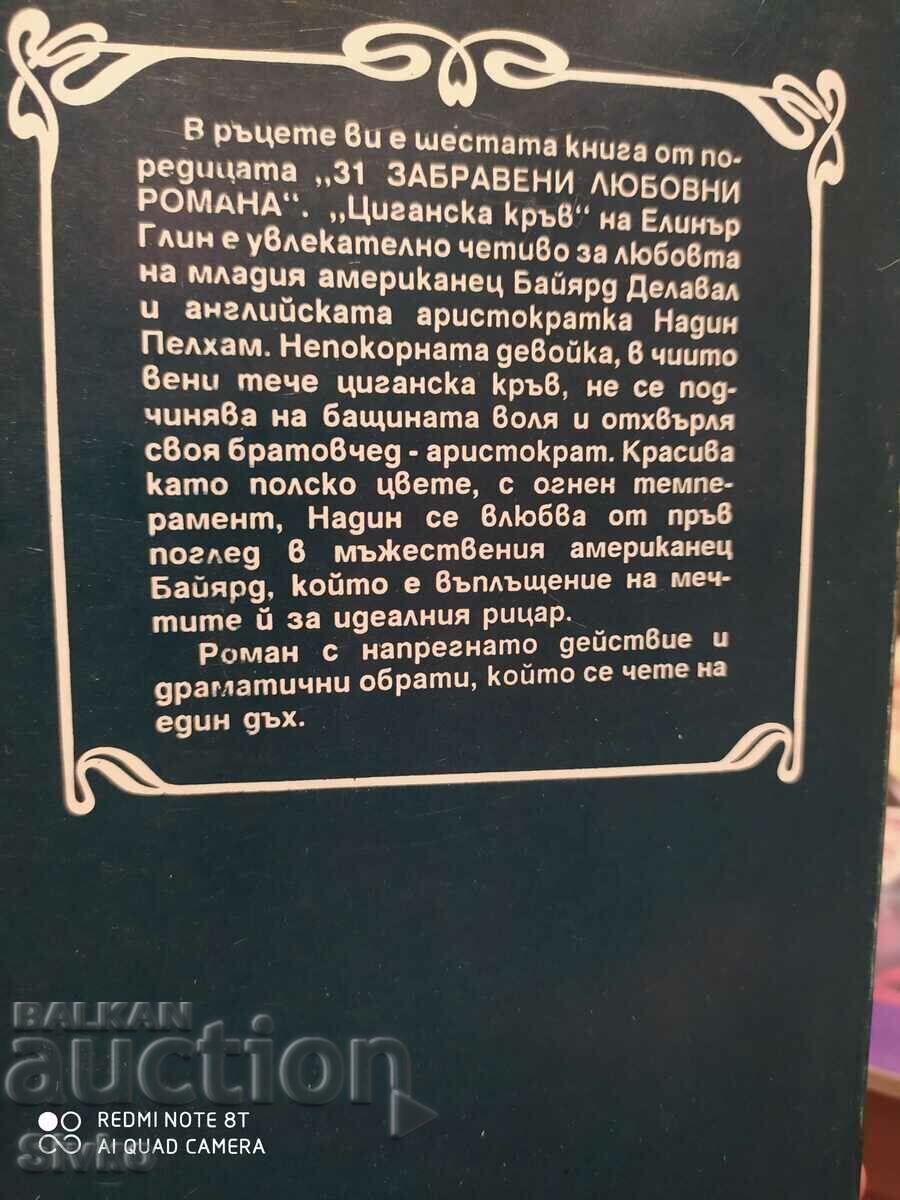 В ръцете ви е шестата книга от по-
редицата „31 ЗАБРАВЕНИ ЛЮБОВНИ
РОМАНА“. „Циганска кръв“ на Елинър
Глин е увлекателно четиво за любовта
на младия американец Байярд Делавал
и английската аристократка Надин
Пелхам. Непокорната девойка, в чиито
вени тече циганска кръв, не се под-
чинява на бащината воля и отхвърля
своя братовчед - аристократ. Красива
като полско цвете, с огнен темпе-
рамент, Надин се влюбва от пръв
поглед в мъжествения американец
Байярд, който е въплъщение на меч-
тите й за идеалния рицар.
Роман с напрегнато действие и
драматични обрати, който се чете на
един дъх.
BALKAN
auction
REDMI NOTE 8T
AI QUAD CAMERA
Sivko